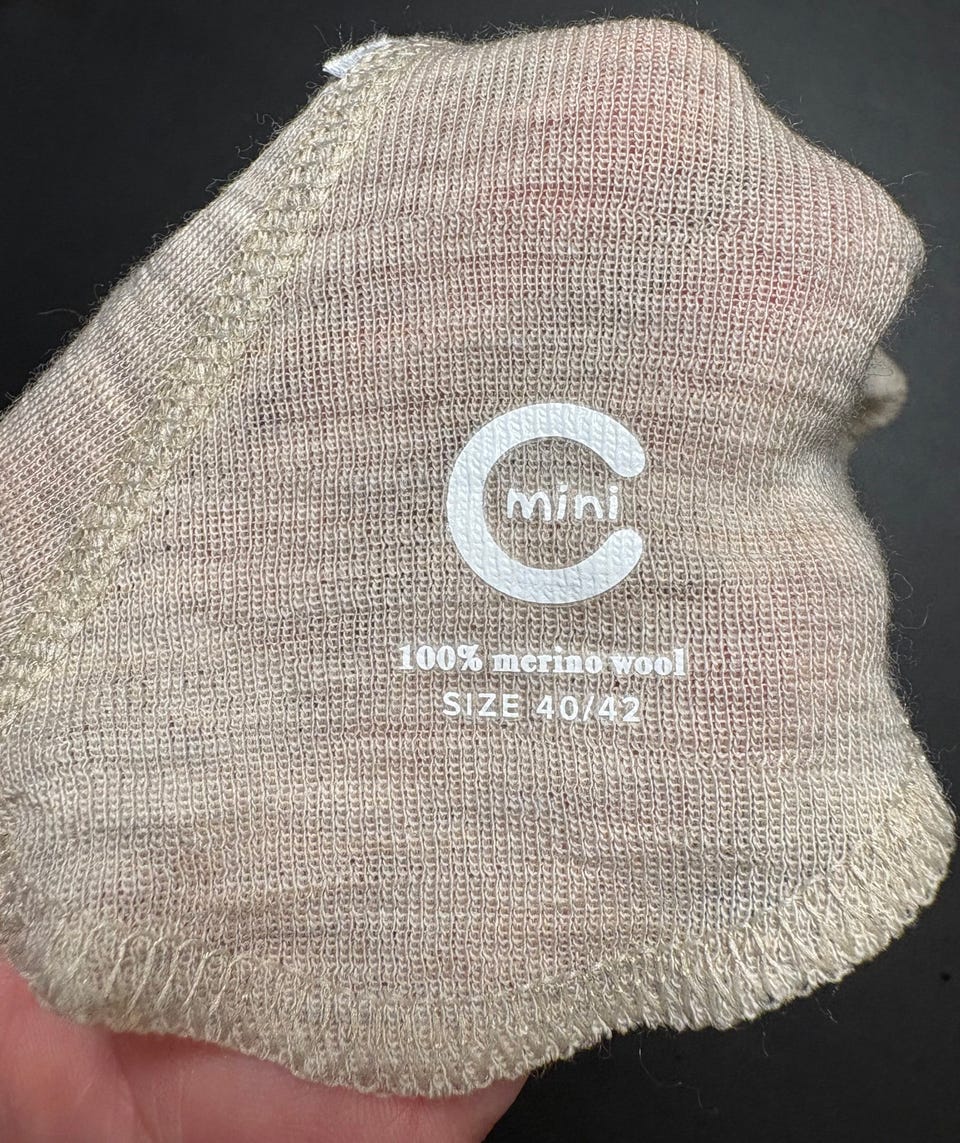 C
mini
100% merino wool
SIZE 40/42